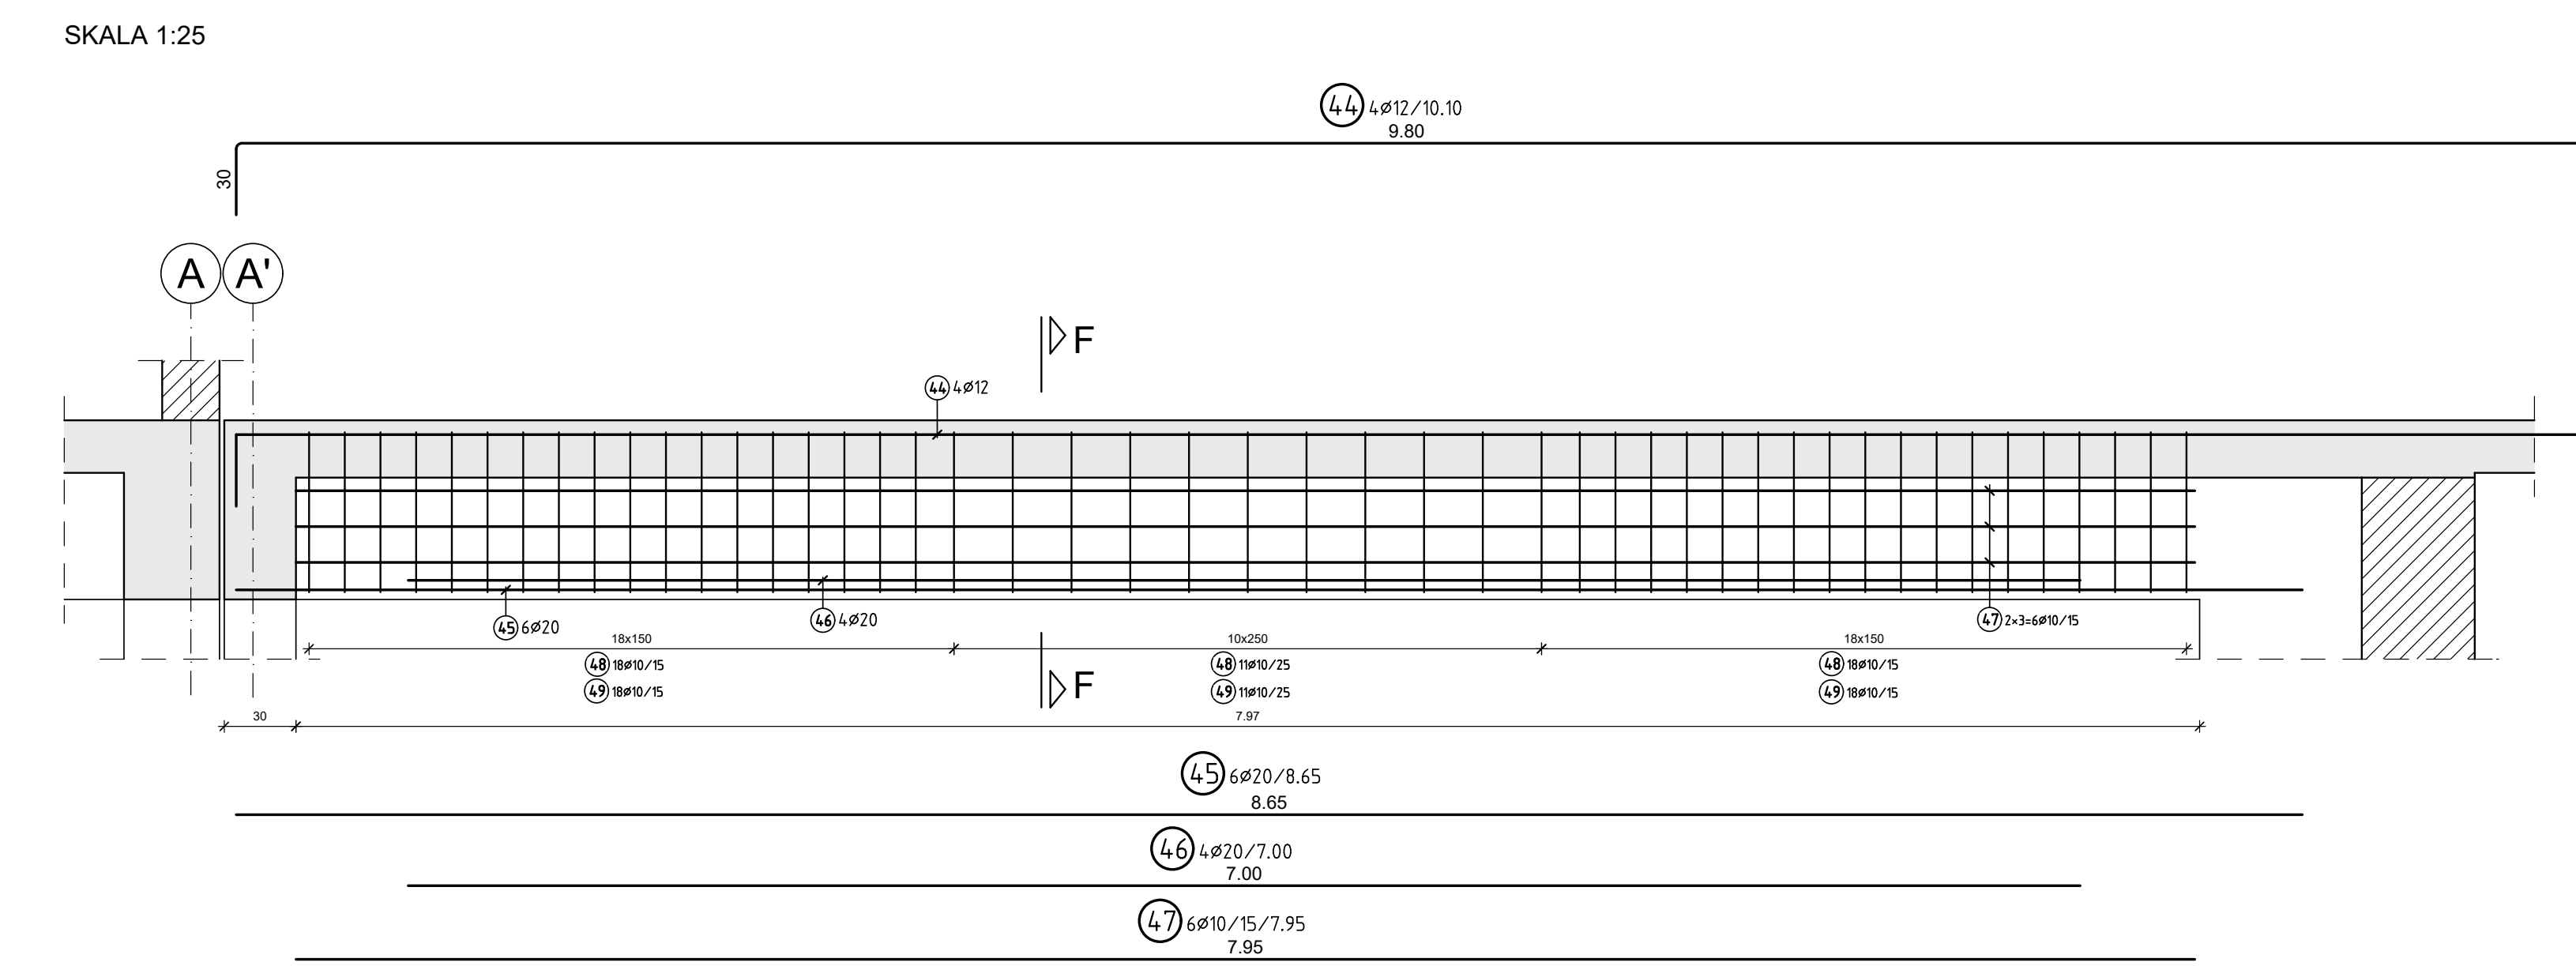 SKALA 1:25
44 4Ø12/10.10
9.80
30
A A'
F
44 4Ø12
45 6Ø20
46 4Ø20
47 2×3=6Ø10/15
18x150 10x250 18x150
48 18Ø10/15 48 11Ø10/25 48 18Ø10/15
49 18Ø10/15 49 11Ø10/25 49 18Ø10/15
F
30 7.97
45 6Ø20/8.65
8.65
46 4Ø20/7.00
7.00
47 6Ø10/15/7.95
7.95